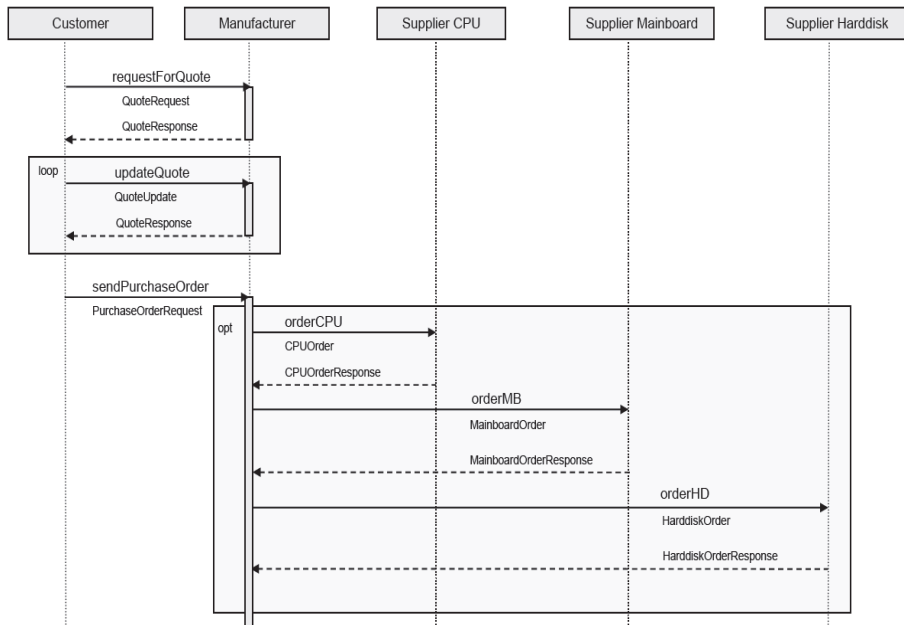 Customer
Manufacturer
Supplier CPU
Supplier Mainboard
Supplier Harddisk
requestForQuote
QuoteRequest
QuoteResponse
loop
updateQuote
QuoteUpdate
QuoteResponse
sendPurchaseOrder
PurchaseOrderRequest
opt
orderCPU
CPUOrder
CPUOrderResponse
orderMB
MainboardOrder
MainboardOrderResponse
orderHD
HarddiskOrder
HarddiskOrderResponse